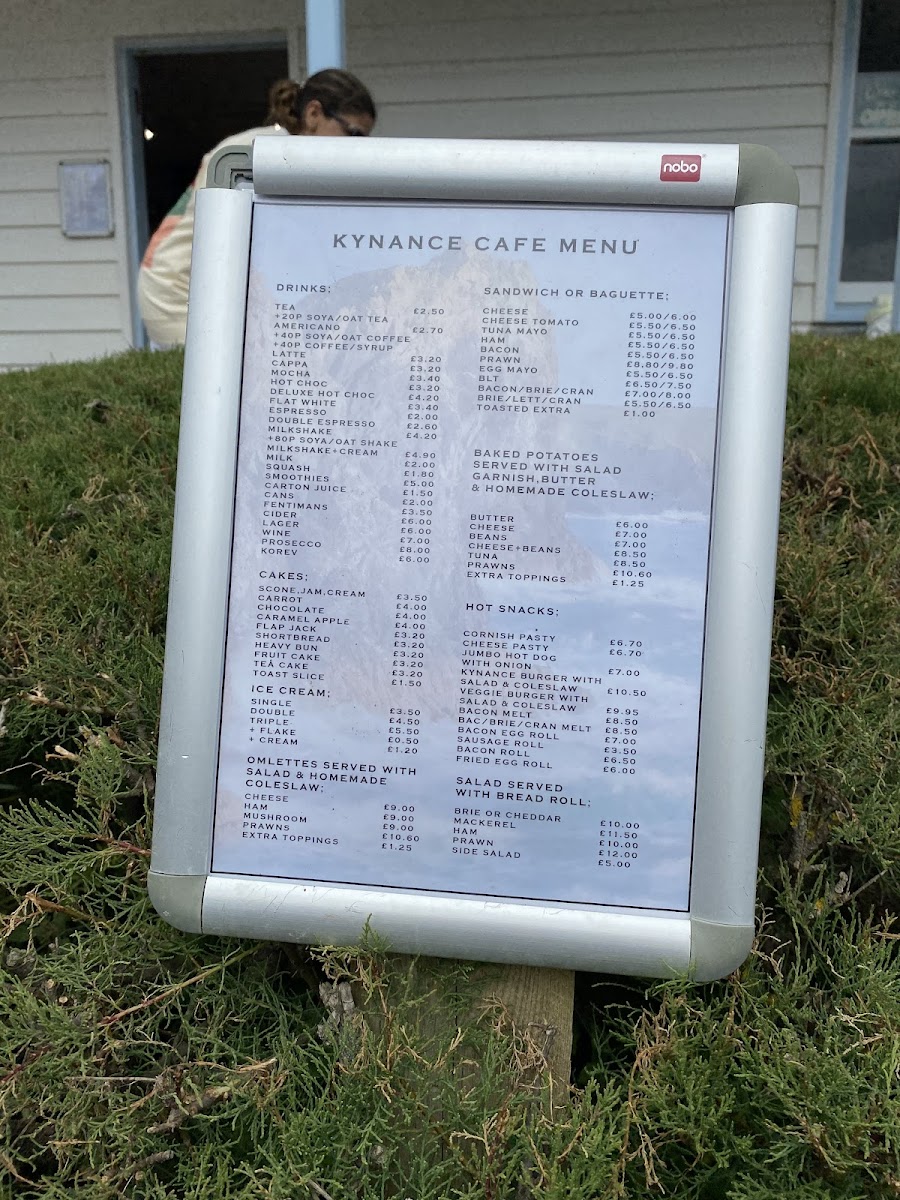 nobo
KYNANCE CAFE MENU
DRINKS;
TEA £2.50
+20P SOYA/OAT TEA
AMERICANO £2.70
+40P SOYA/OAT COFFEE
+40P COFFEE/SYRUP
LATTE £3.20
CAPPA £3.20
MOCHA £3.40
HOT CHOC £3.20
DELUXE HOT CHOC £4.20
FLAT WHITE £3.40
ESPRESSO £2.00
DOUBLE ESPRESSO £2.60
MILKSHAKE £4.20
+80P SOYA/OAT SHAKE
MILKSHAKE+CREAM £4.90
MILK £2.00
SQUASH £1.80
SMOOTHIES £5.00
CARTON JUICE £1.50
CANS £2.00
FENTIMANS £3.50
CIDER £6.00
LAGER £6.00
WINE £7.00
PROSECCO £8.00
KOREV £6.00
CAKES;
SCONE,JAM,CREAM £3.50
CARROT £4.00
CHOCOLATE £4.00
CARAMEL APPLE £4.00
FLAP JACK £3.20
SHORTBREAD £3.20
HEAVY BUN £3.20
FRUIT CAKE £3.20
TEA CAKE £3.20
TOAST SLICE £1.50
ICE CREAM;
SINGLE £3.50
DOUBLE £4.50
TRIPLE £5.50
+ FLAKE £0.50
+ CREAM £1.20
OMLETTES SERVED WITH
SALAD & HOMEMADE
COLESLAW;
CHEESE £9.00
HAM £9.00
MUSHROOM £9.00
PRAWNS £10.60
EXTRA TOPPINGS £1.25
SANDWICH OR BAGUETTE;
CHEESE £5.00/6.00
CHEESE TOMATO £5.50/6.50
TUNA MAYO £5.50/6.50
HAM £5.50/6.50
BACON £5.50/6.50
PRAWN £8.80/9.80
EGG MAYO £5.50/6.50
BLT £6.50/7.50
BACON/BRIE/CRAN £7.00/8.00
BRIE/LETT/CRAN £5.50/6.50
TOASTED EXTRA £1.00
BAKED POTATOES
SERVED WITH SALAD
GARNISH,BUTTER
& HOMEMADE COLESLAW;
BUTTER £6.00
CHEESE £7.00
BEANS £7.00
CHEESE+BEANS £8.50
TUNA £8.50
PRAWNS £10.60
EXTRA TOPPINGS £1.25
HOT SNACKS;
CORNISH PASTY £6.70
CHEESE PASTY £6.70
JUMBO HOT DOG
WITH ONION £7.00
KYNANCE BURGER WITH
SALAD & COLESLAW £10.50
VEGGIE BURGER WITH
SALAD & COLESLAW £9.95
BACON MELT £8.50
BAC/BRIE/CRAN MELT £8.50
BACON EGG ROLL £7.00
SAUSAGE ROLL £3.50
BACON ROLL £6.50
FRIED EGG ROLL £6.00
SALAD SERVED
WITH BREAD ROLL;
BRIE OR CHEDDAR £10.00
MACKEREL £11.50
HAM £10.00
PRAWN £12.00
SIDE SALAD £5.00